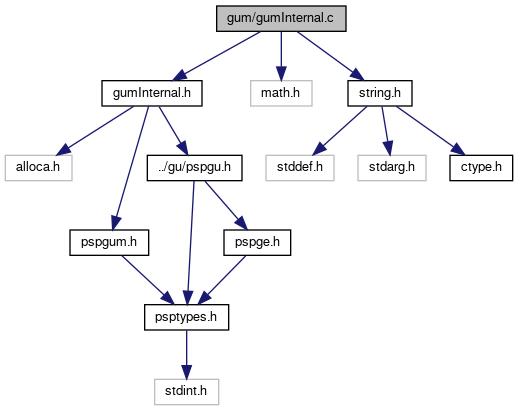 gum/gumInternal.c
gumInternal.h
math.h
string.h
alloca.h
../gu/pspgu.h
stddef.h
stdarg.h
ctype.h
pspgum.h
pspge.h
psptypes.h
stdint.h